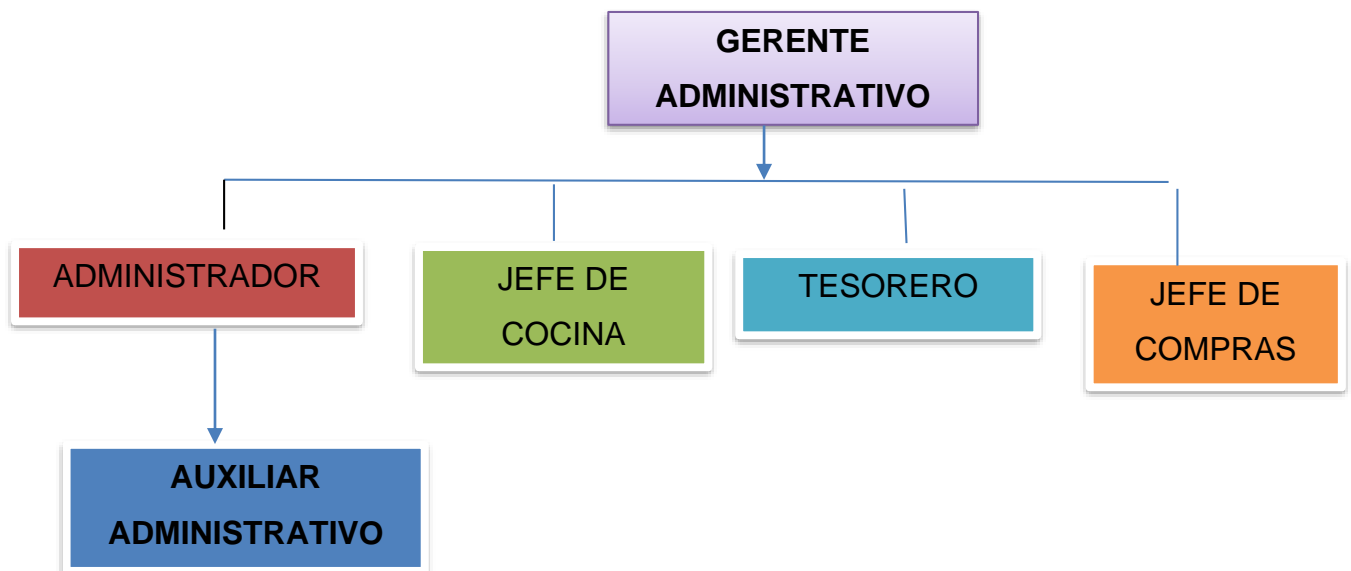 GERENTE
ADMINISTRATIVO
ADMINISTRADOR
JEFE DE
COCINA
TESORERO
JEFE DE
COMPRAS
AUXILIAR
ADMINISTRATIVO